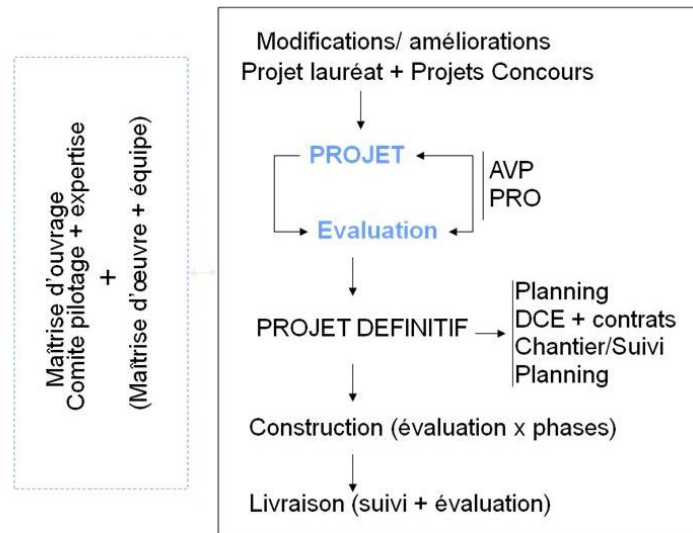 Maîtrise d'ouvrage
Comite pilotage + expertise
+
(Maîtrise d'œuvre + équipe)
Modifications/ améliorations
Projet lauréat + Projets Concours
PROJET
AVP
PRO
Evaluation
PROJET DEFINITIF
Planning
DCE + contrats
Chantier/Suivi
Planning
Construction (évaluation x phases)
Livraison (suivi + évaluation)